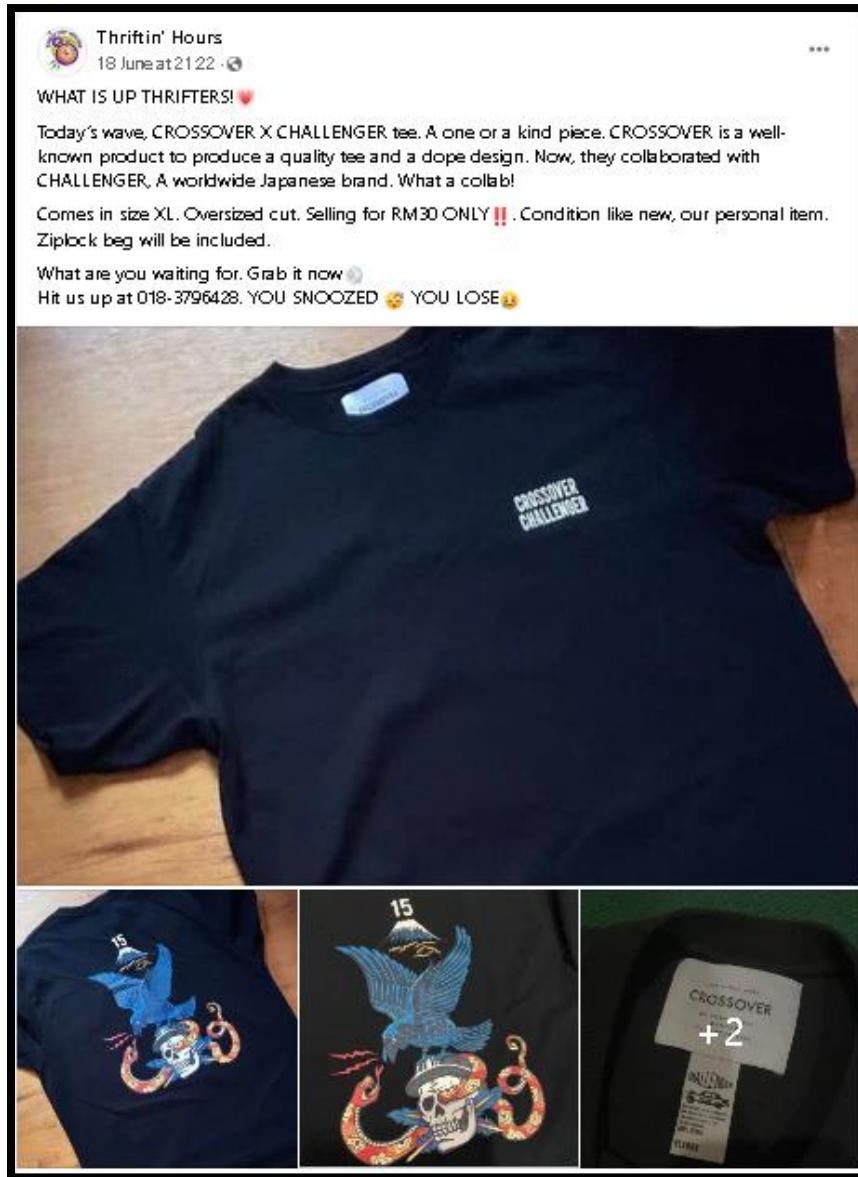 Thriftin' Hours
18 June at 21:22 ·
WHAT IS UP THRIFTERS!
Today's wave, CROSSOVER X CHALLENGER tee. A one or a kind piece. CROSSOVER is a well-
known product to produce a quality tee and a dope design. Now, they collaborated with
CHALLENGER, A worldwide Japanese brand. What a collab!
Comes in size XL. Oversized cut. Selling for RM30 ONLY‼️. Condition like new, our personal item.
Ziplock beg will be included.
What are you waiting for. Grab it now
Hit us up at 018-3796428. YOU SNOOZED 😴 YOU LOSE😖
CROSSOVER
CROSSOVER
CHALLENGER
15
15
CROSSOVER
+2
CHALLENGER
XLARGE